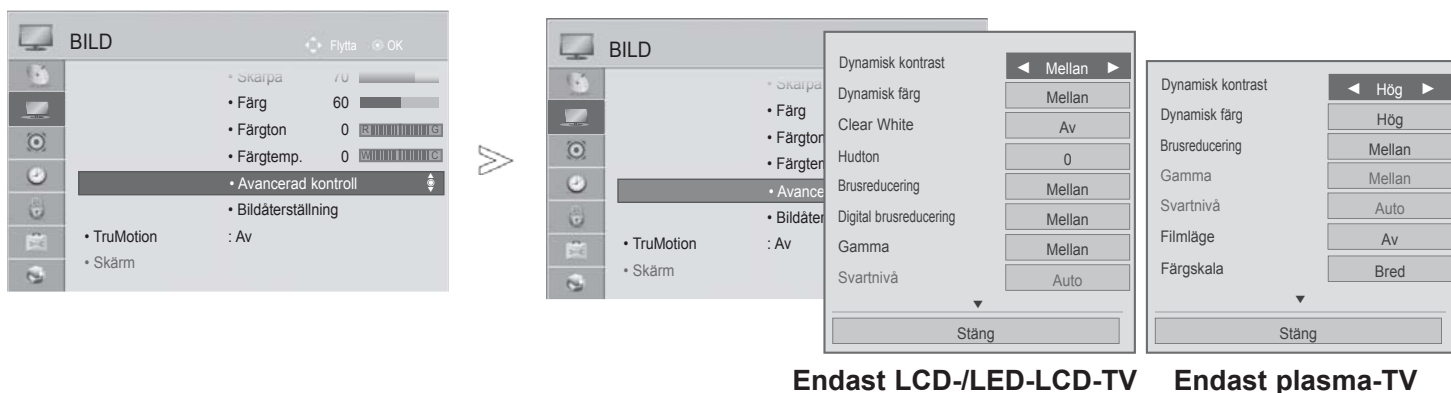 BILD
Flytta OK
• Skärpa 70
• Färg 60
• Färgton 0 R G
• Färgtemp. 0 W C
• Avancerad kontroll
• Bildåterställning
• TruMotion : Av
• Skärm
BILD
• Skärpa
• Färg
• Färgton
• Färgtem
• Avance
• Bildåter
• TruMotion : Av
• Skärm
Dynamisk kontrast ◄ Mellan ►
Dynamisk färg Mellan
Clear White Av
Hudton 0
Brusreducering Mellan
Digital brusreducering Mellan
Gamma Mellan
Svartnivå Auto
▼
Stäng
Endast LCD-/LED-LCD-TV
Dynamisk kontrast ◄ Hög ►
Dynamisk färg Hög
Brusreducering Mellan
Gamma Mellan
Svartnivå Auto
Filmläge Av
Färgskala Bred
▼
Stäng
Endast plasma-TV